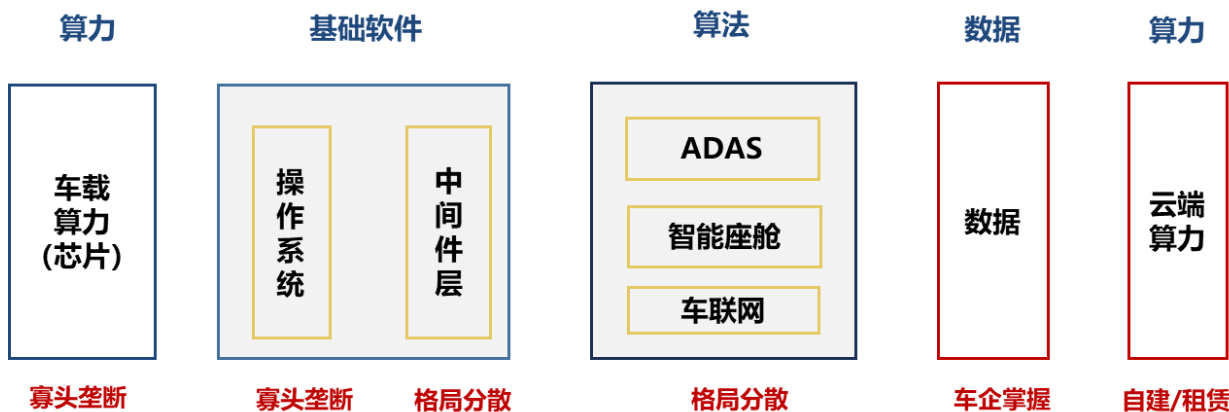 算力
基础软件
算法
数据
算力
车载
算力
(芯片)
操
作
系
统
中
间
件
层
ADAS
智能座舱
车联网
数据
云端
算力
寡头垄断
寡头垄断
格局分散
格局分散
车企掌握
自建/租赁